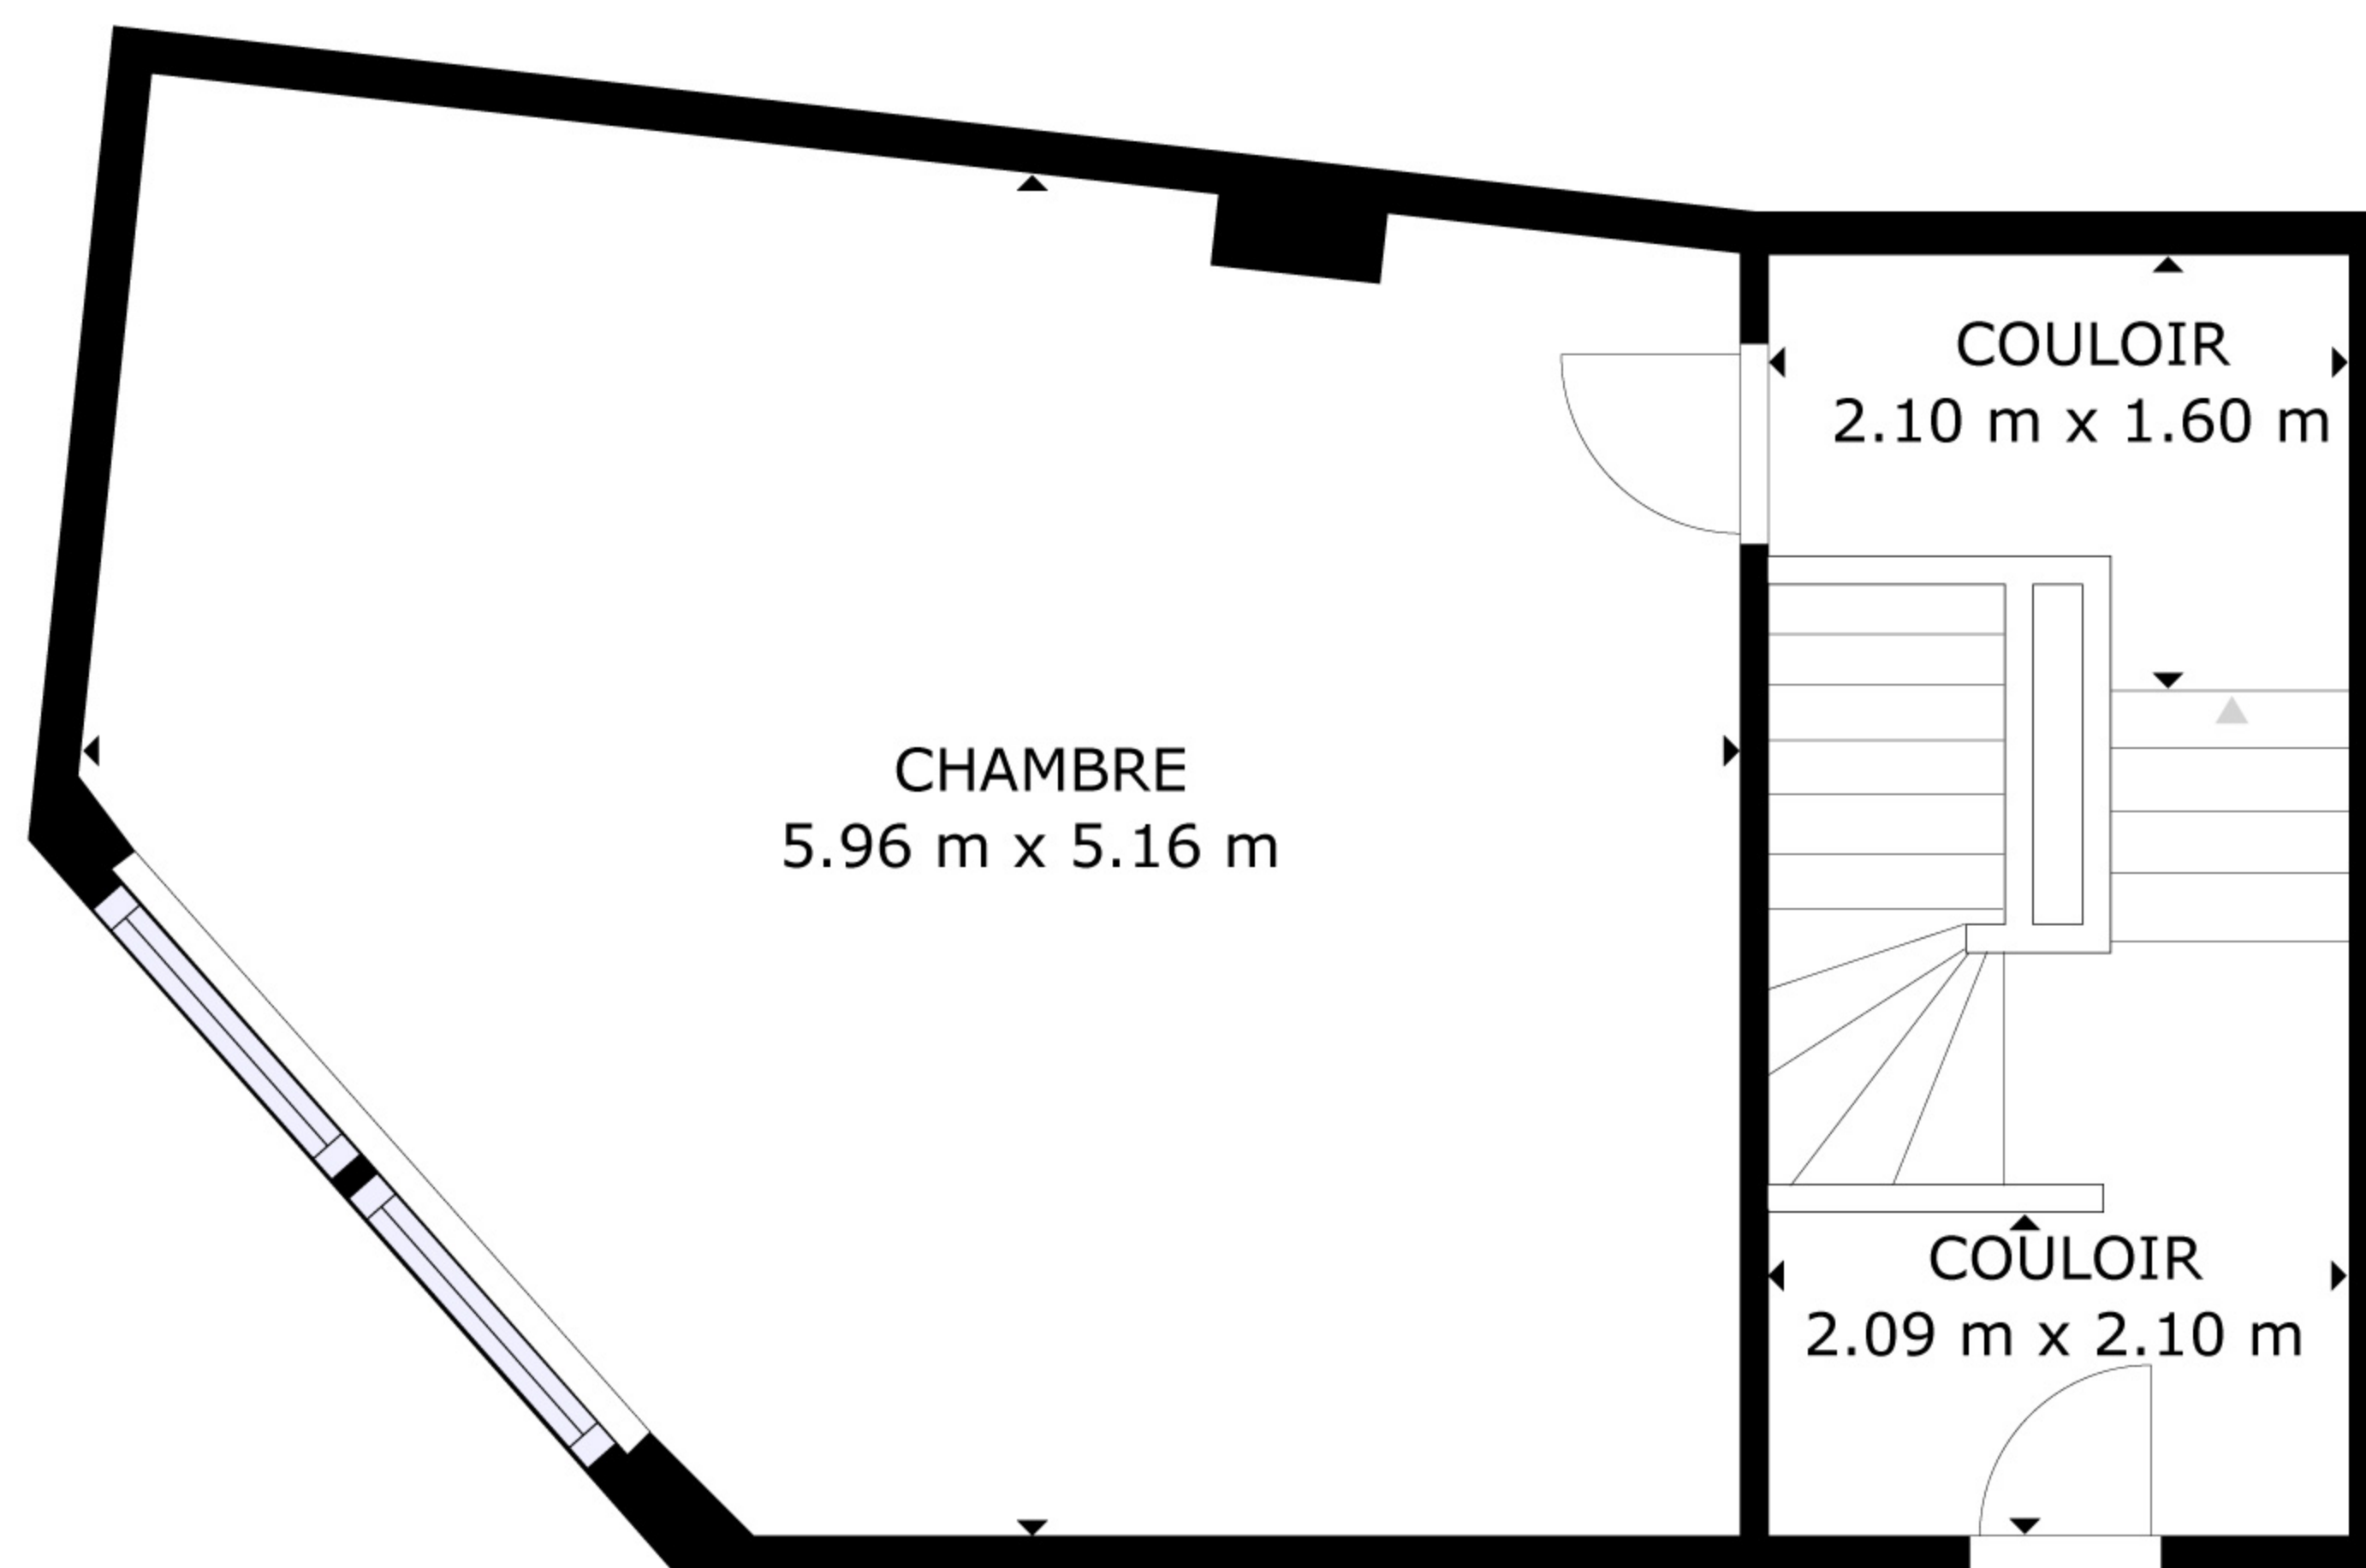 COULOIR
2.10 m x 1.60 m
CHAMBRE
5.96 m x 5.16 m
COULOIR
2.09 m x 2.10 m